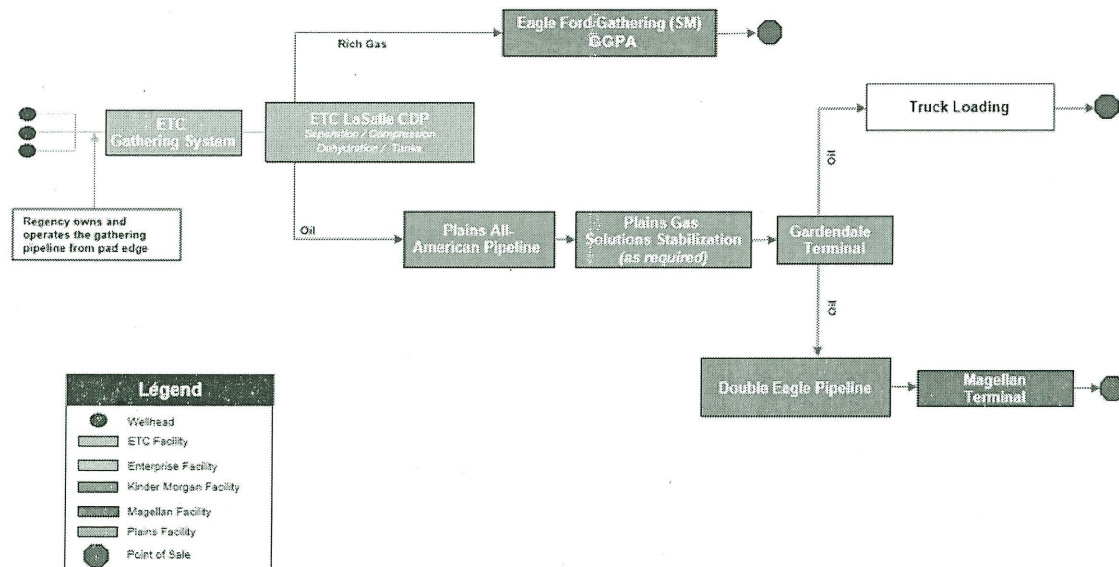 Eagle Ford Gathering (SM)
GGPA
Rich Gas
Truck Loading
ETC
Gathering System
ETC LaSalle CDP
Separation / Compression
Dehydration / Tanks
Oil
Regency owns and
operates the gathering
pipeline from pad edge
Oil
Plains All-
American Pipeline
Plains Gas
Solutions Stabilization
(as required)
Gardendale
Terminal
Oil
Double Eagle Pipeline
Magellan
Terminal
Legend
Wellhead
ETC Facility
Enterprise Facility
Kinder Morgan Facility
Magellan Facility
Plains Facility
Point of Sale